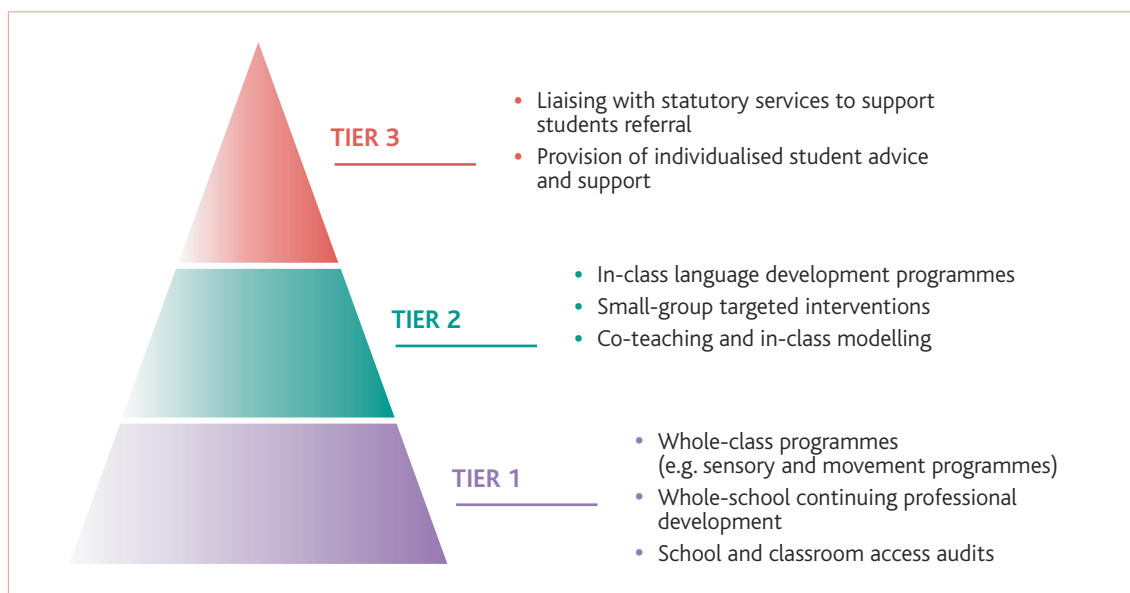 TIER 3
• Liaising with statutory services to support
students referral
• Provision of individualised student advice
and support
TIER 2
• In-class language development programmes
• Small-group targeted interventions
• Co-teaching and in-class modelling
TIER 1
• Whole-class programmes
(e.g. sensory and movement programmes)
• Whole-school continuing professional
development
• School and classroom access audits